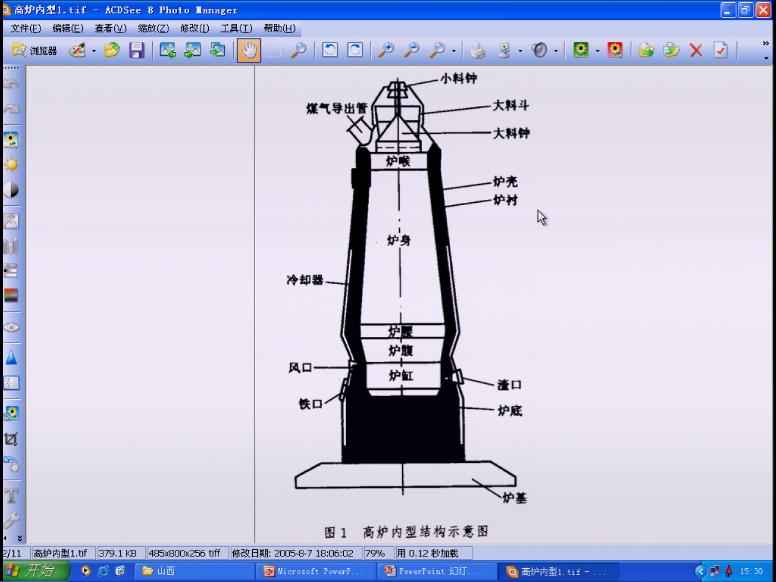 高炉内型1.tif - ACDSee 8 Photo Manager
文件(F) 编辑(E) 查看(V) 缩放(Z) 修改(I) 工具(T) 帮助(H)
浏览器
小料钟
煤气导出管
大料斗
大料钟
炉喉
炉壳
炉衬
炉身
冷却器
炉腰
炉腹
风口
炉缸
渣口
铁口
炉底
炉基
图1 高炉内型结构示意图
2/11 高炉内型1.tif 379.1 KB 485x800x256 tiff 修改日期: 2005-8-7 18:06:02 79% 用 0.12 秒加载
开始 山西 Microsoft PowerP... PowerPoint 幻灯... 高炉内型1.tif - ... 15:30